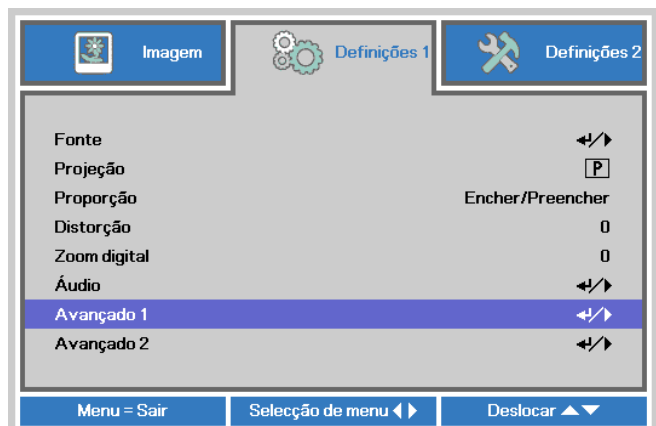 Imagem
Definições 1
Definições 2
Fonte
Projeção P
Proporção Encher/Preencher
Distorção 0
Zoom digital 0
Áudio
Avançado 1
Avançado 2
Menu = Sair
Selecção de menu
Deslocar